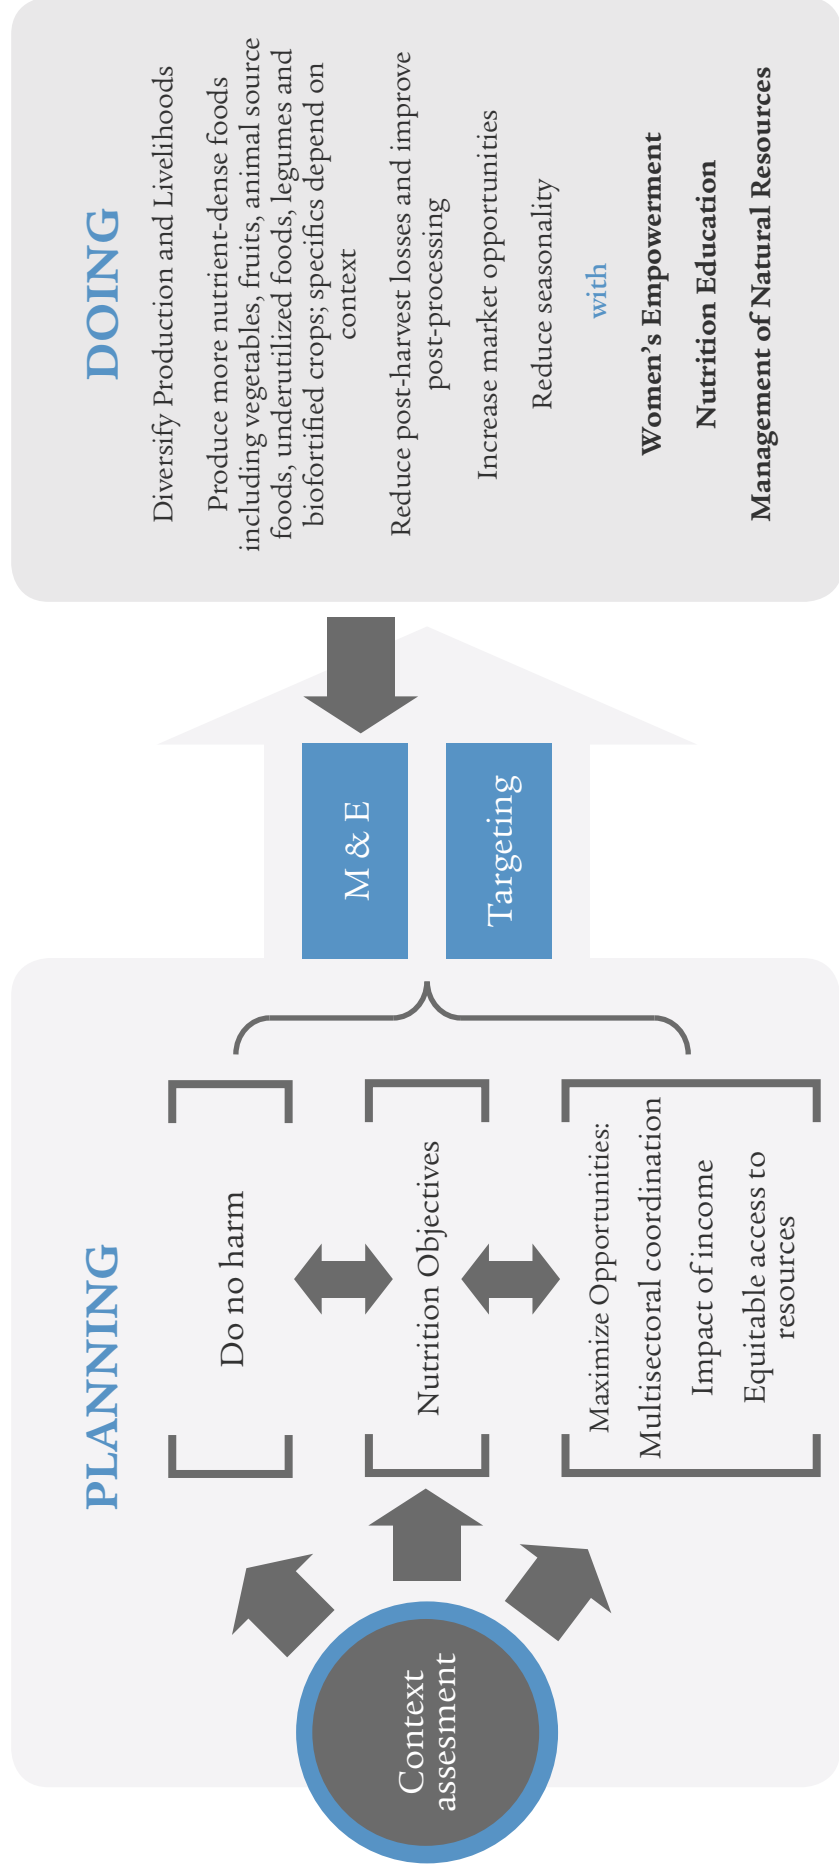 PLANNING
Context
assesment
Do no harm
Nutrition Objectives
Maximize Opportunities:
Multisectoral coordination
Impact of income
Equitable access to
resources
M & E
Targeting
DOING
Diversify Production and Livelihoods
Produce more nutrient-dense foods
including vegetables, fruits, animal source
foods, underutilized foods, legumes and
biofortified crops; specifics depend on
context
Reduce post-harvest losses and improve
post-processing
Increase market opportunities
Reduce seasonality
with
Women’s Empowerment
Nutrition Education
Management of Natural Resources